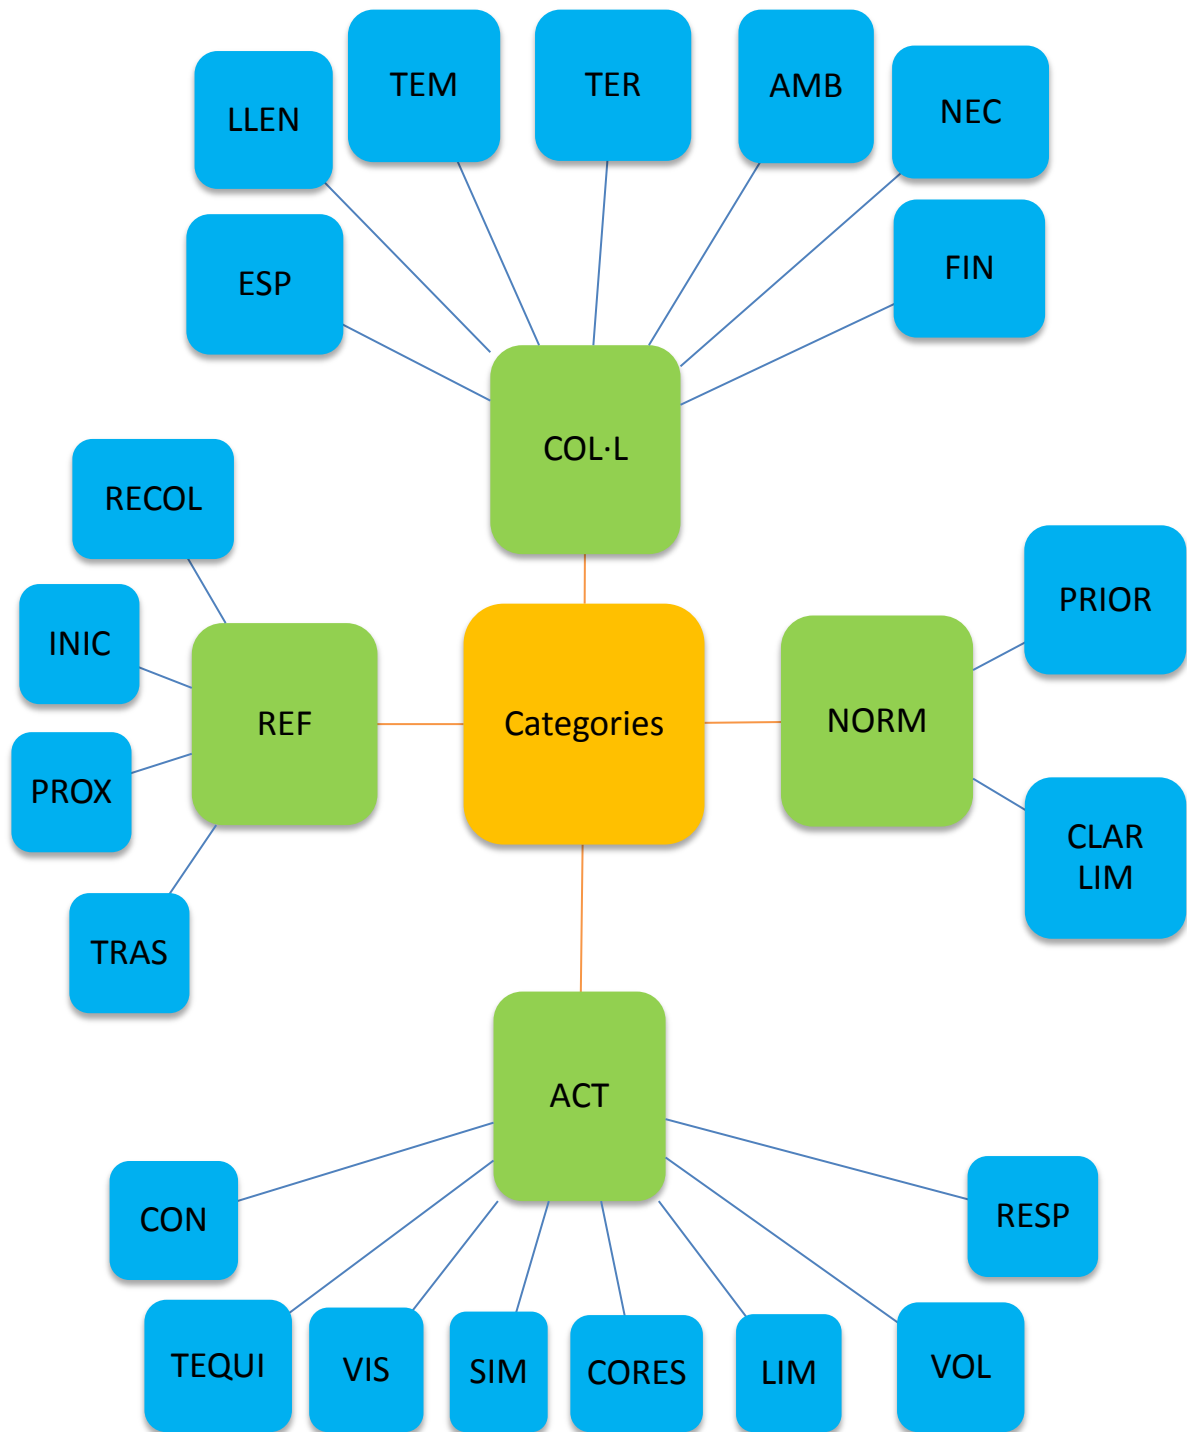 TEM
TER
AMB
NEC
LLEN
FIN
ESP
COL·L
RECOL
PRIOR
INIC
REF
Categories
NORM
PROX
CLAR
LIM
TRAS
ACT
CON
RESP
TEQUI
VIS
SIM
CORES
LIM
VOL